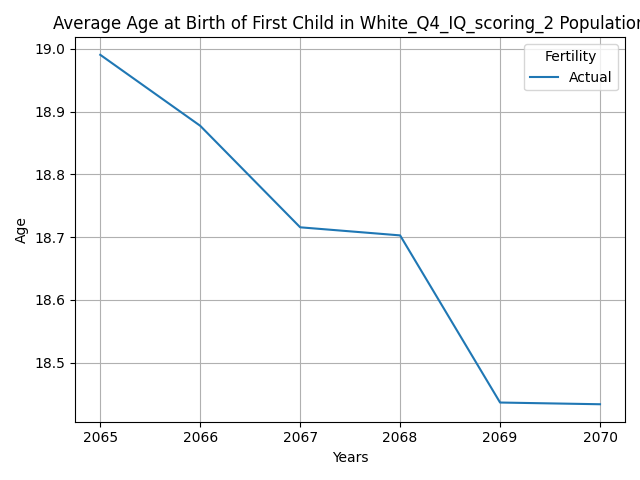 Average Age at Birth of First Child in White_Q4_IQ_scoring_2 Population
Fertility
Actual
19.0
18.9
18.8
18.7
18.6
18.5
Age
2065 2066 2067 2068 2069 2070
Years